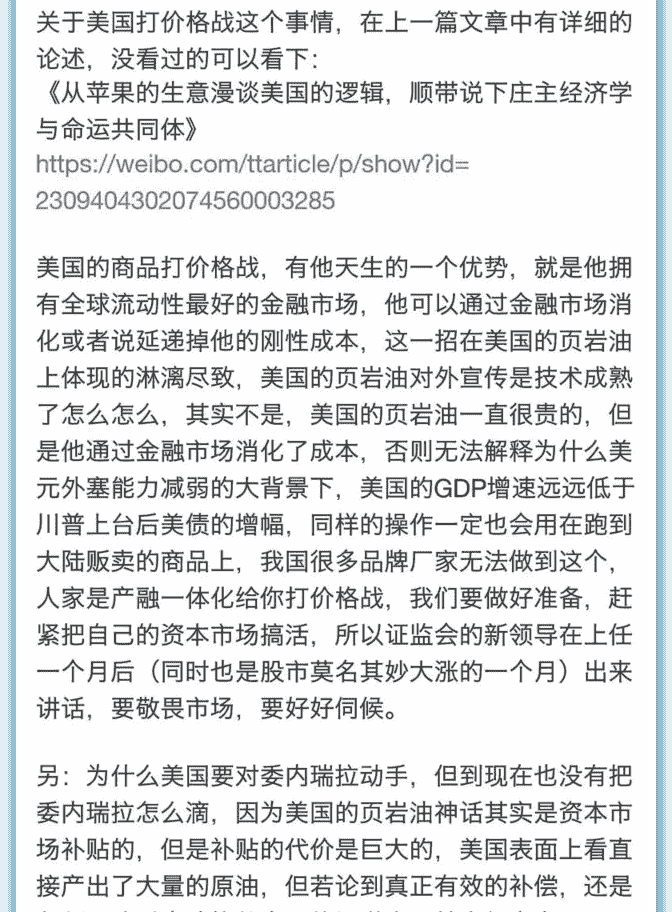 关于美国打价格战这个事情，在上一篇文章中有详细的
论述，没看过的可以看下：
《从苹果的生意漫谈美国的逻辑，顺带说下庄主经济学
与命运共同体》
https://weibo.com/ttarticle/p/show?id=
2309404302074560003285
美国的商品打价格战，有他天生的一个优势，就是他拥
有全球流动性最好的金融市场，他可以通过金融市场消
化或者说延递掉他的刚性成本，这一招在美国的页岩油
上体现的淋漓尽致，美国的页岩油对外宣传是技术成熟
了怎么怎么，其实不是，美国的页岩油一直很贵的，但
是他通过金融市场消化了成本，否则无法解释为什么美
元外塞能力减弱的大背景下，美国的GDP增速远远低于
川普上台后美债的增幅，同样的操作一定也会用在跑到
大陆贩卖的商品上，我国很多品牌厂家无法做到这个，
人家是产融一体化给你打价格战，我们要做好准备，赶
紧把自己的资本市场搞活，所以证监会的新领导在上任
一个月后（同时也是股市莫名其妙大涨的一个月）出来
讲话，要敬畏市场，要好好伺候。
另：为什么美国要对委内瑞拉动手，但到现在也没有把
委内瑞拉怎么滴，因为美国的页岩油神话其实是资本市
场补贴的，但是补贴的代价是巨大的，美国表面上看直
接产出了大量的原油，但若论到真正有效的补偿，还是